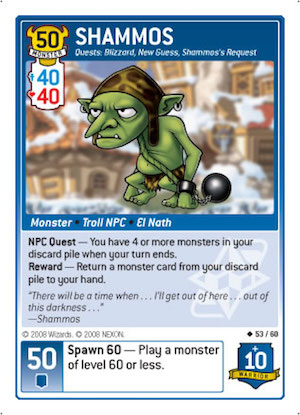 50
MONSTER
SHAMMOS
Quests: Blizzard, New Guess, Shammos's Request
40
40
Monster • Troll NPC • El Nath
NPC Quest — You have 4 or more monsters in your
discard pile when your turn ends.
Reward — Return a monster card from your discard
pile to your hand.
"There will be a time when . . . I'll get out of here . . . out of
this darkness . . ."
—Shammos
© 2008 Wizards. © 2008 NEXON.
◆ 53 / 60
50
Spawn 60 — Play a monster
of level 60 or less.
+10
WARRIOR